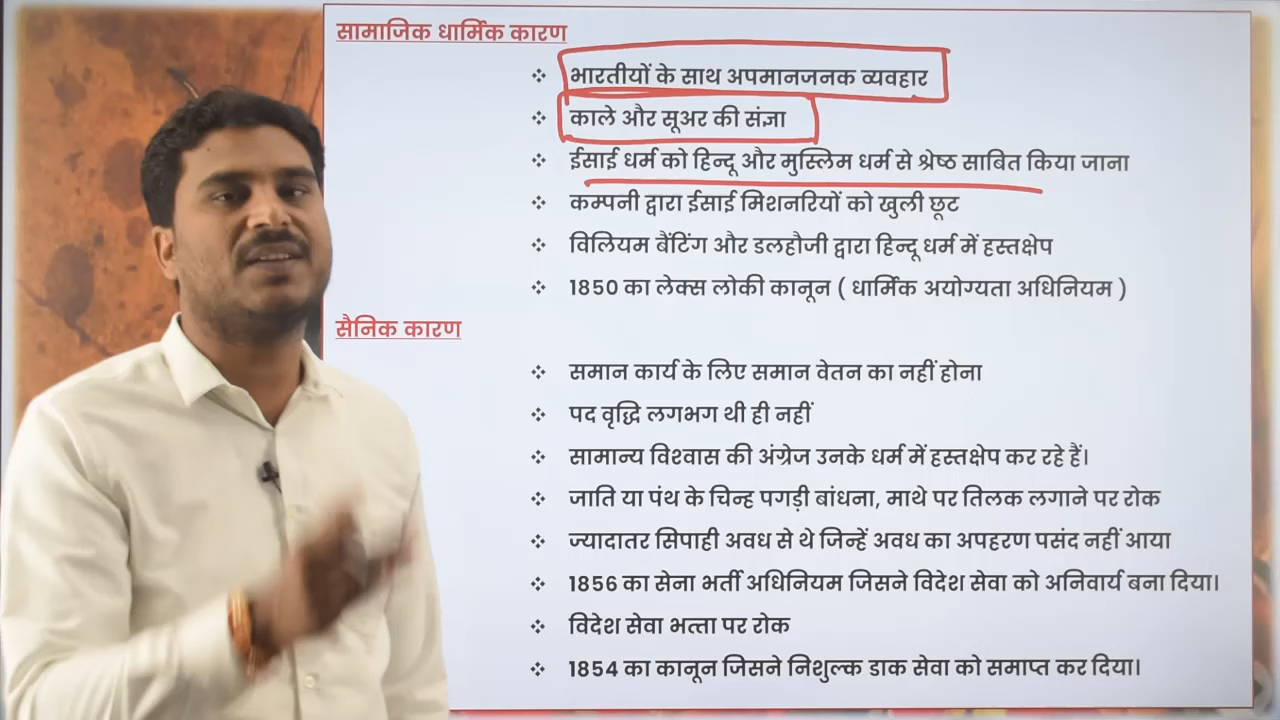 सामाजिक धार्मिक कारण
❖ भारतीयों के साथ अपमानजनक व्यवहार
❖ काले और सूअर की संज्ञा
❖ ईसाई धर्म को हिन्दू और मुस्लिम धर्म से श्रेष्ठ साबित किया जाना
❖ कम्पनी द्वारा ईसाई मिशनरियों को खुली छूट
❖ विलियम बैंटिंग और डलहौजी द्वारा हिन्दू धर्म में हस्तक्षेप
❖ 1850 का लेक्स लोकी कानून ( धार्मिक अयोग्यता अधिनियम )
सैनिक कारण
❖ समान कार्य के लिए समान वेतन का नहीं होना
❖ पद वृद्धि लगभग थी ही नहीं
❖ सामान्य विश्वास की अंग्रेज उनके धर्म में हस्तक्षेप कर रहे हैं।
❖ जाति या पंथ के चिन्ह पगड़ी बांधना, माथे पर तिलक लगाने पर रोक
❖ ज्यादातर सिपाही अवध से थे जिन्हें अवध का अपहरण पसंद नहीं आया
❖ 1856 का सेना भर्ती अधिनियम जिसने विदेश सेवा को अनिवार्य बना दिया।
❖ विदेश सेवा भत्ता पर रोक
❖ 1854 का कानून जिसने निशुल्क डाक सेवा को समाप्त कर दिया।